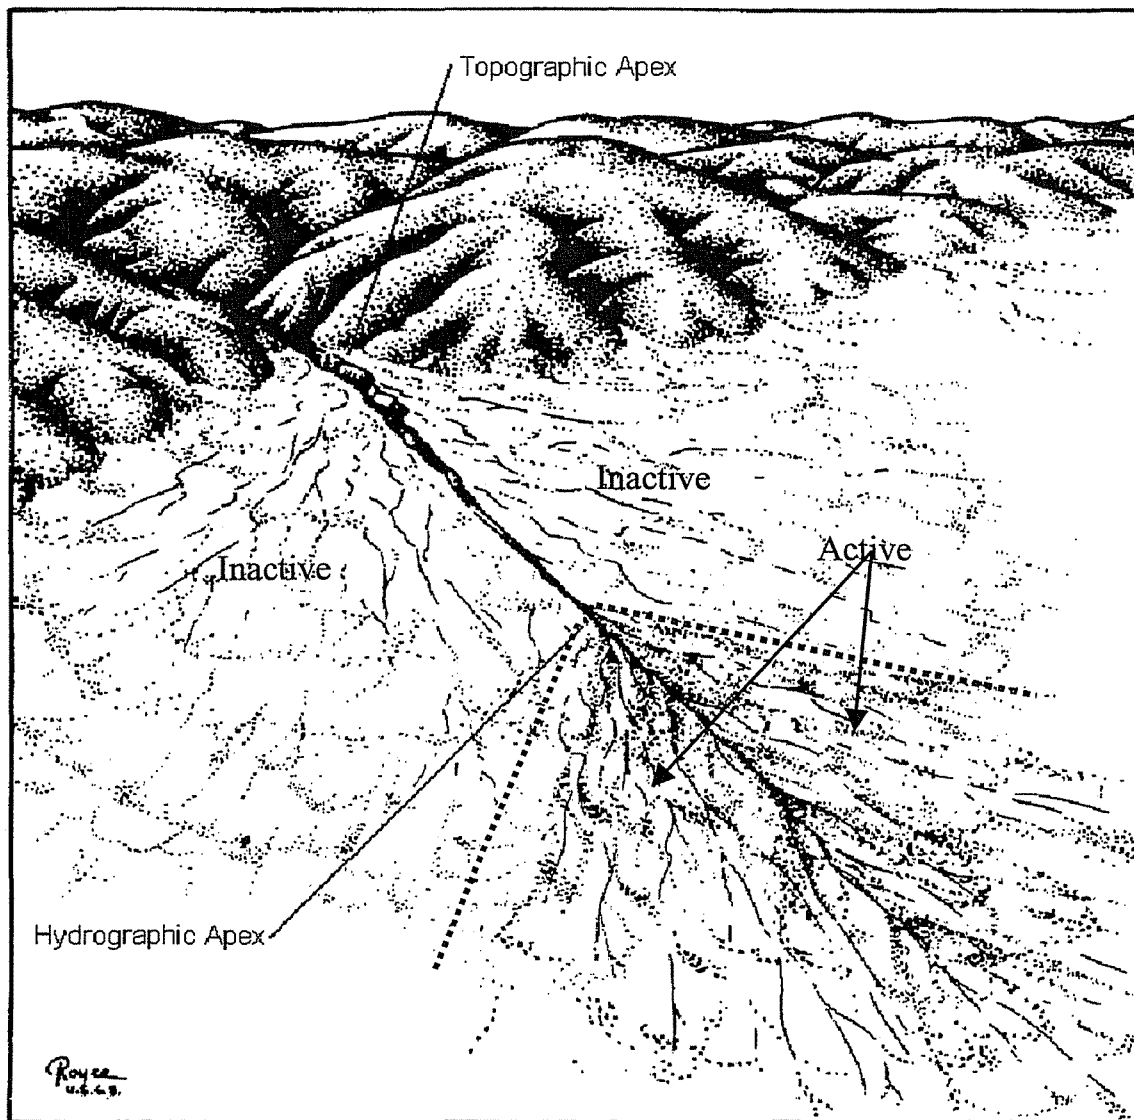 Topographic Apex
Inactive
Active
Inactive
Hydrographic Apex
Royce
U.S.G.S.